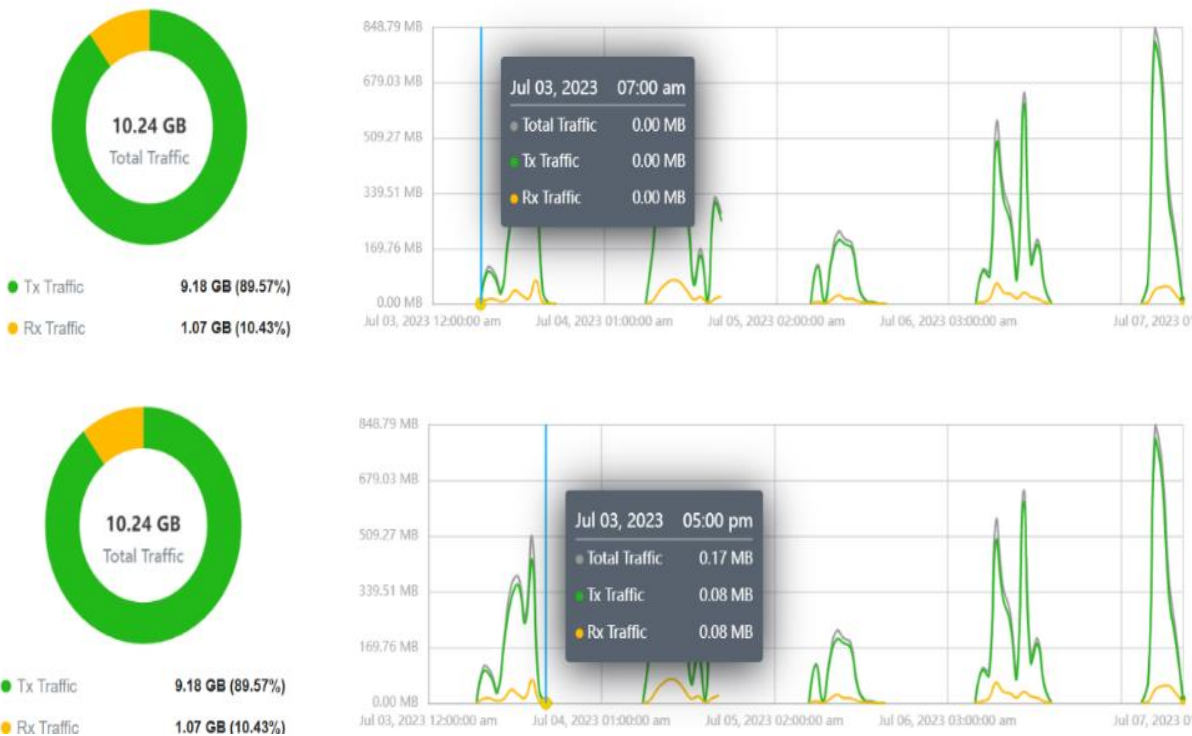 10.24 GB
Total Traffic
Tx Traffic 9.18 GB (89.57%)
Rx Traffic 1.07 GB (10.43%)
848.79 MB
679.03 MB
509.27 MB
339.51 MB
169.76 MB
0.00 MB
Jul 03, 2023 07:00 am
Total Traffic 0.00 MB
Tx Traffic 0.00 MB
Rx Traffic 0.00 MB
Jul 03, 2023 12:00:00 am Jul 04, 2023 01:00:00 am Jul 05, 2023 02:00:00 am Jul 06, 2023 03:00:00 am Jul 07, 2023 0
10.24 GB
Total Traffic
Tx Traffic 9.18 GB (89.57%)
Rx Traffic 1.07 GB (10.43%)
848.79 MB
679.03 MB
509.27 MB
339.51 MB
169.76 MB
0.00 MB
Jul 03, 2023 05:00 pm
Total Traffic 0.17 MB
Tx Traffic 0.08 MB
Rx Traffic 0.08 MB
Jul 03, 2023 12:00:00 am Jul 04, 2023 01:00:00 am Jul 05, 2023 02:00:00 am Jul 06, 2023 03:00:00 am Jul 07, 2023 0